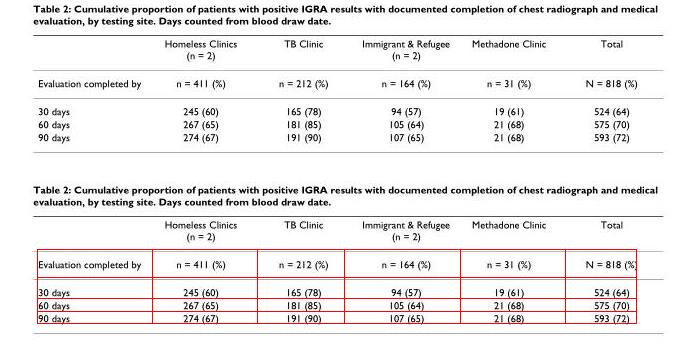 Table 2: Cumulative proportion of patients with positive IGRA results with documented completion of chest radiograph and medical
evaluation, by testing site. Days counted from blood draw date.
Homeless Clinics TB Clinic Immigrant & Refugee Methadone Clinic Total
(n = 2) (n = 2)
Evaluation completed by n = 411 (%) n = 212 (%) n = 164 (%) n = 31 (%) N = 818 (%)
30 days 245 (60) 165 (78) 94 (57) 19 (61) 524 (64)
60 days 267 (65) 181 (85) 105 (64) 21 (68) 575 (70)
90 days 274 (67) 191 (90) 107 (65) 21 (68) 593 (72)
Table 2: Cumulative proportion of patients with positive IGRA results with documented completion of chest radiograph and medical
evaluation, by testing site. Days counted from blood draw date.
Homeless Clinics TB Clinic Immigrant & Refugee Methadone Clinic Total
(n = 2) (n = 2)
Evaluation completed by n = 411 (%) n = 212 (%) n = 164 (%) n = 31 (%) N = 818 (%)
30 days 245 (60) 165 (78) 94 (57) 19 (61) 524 (64)
60 days 267 (65) 181 (85) 105 (64) 21 (68) 575 (70)
90 days 274 (67) 191 (90) 107 (65) 21 (68) 593 (72)